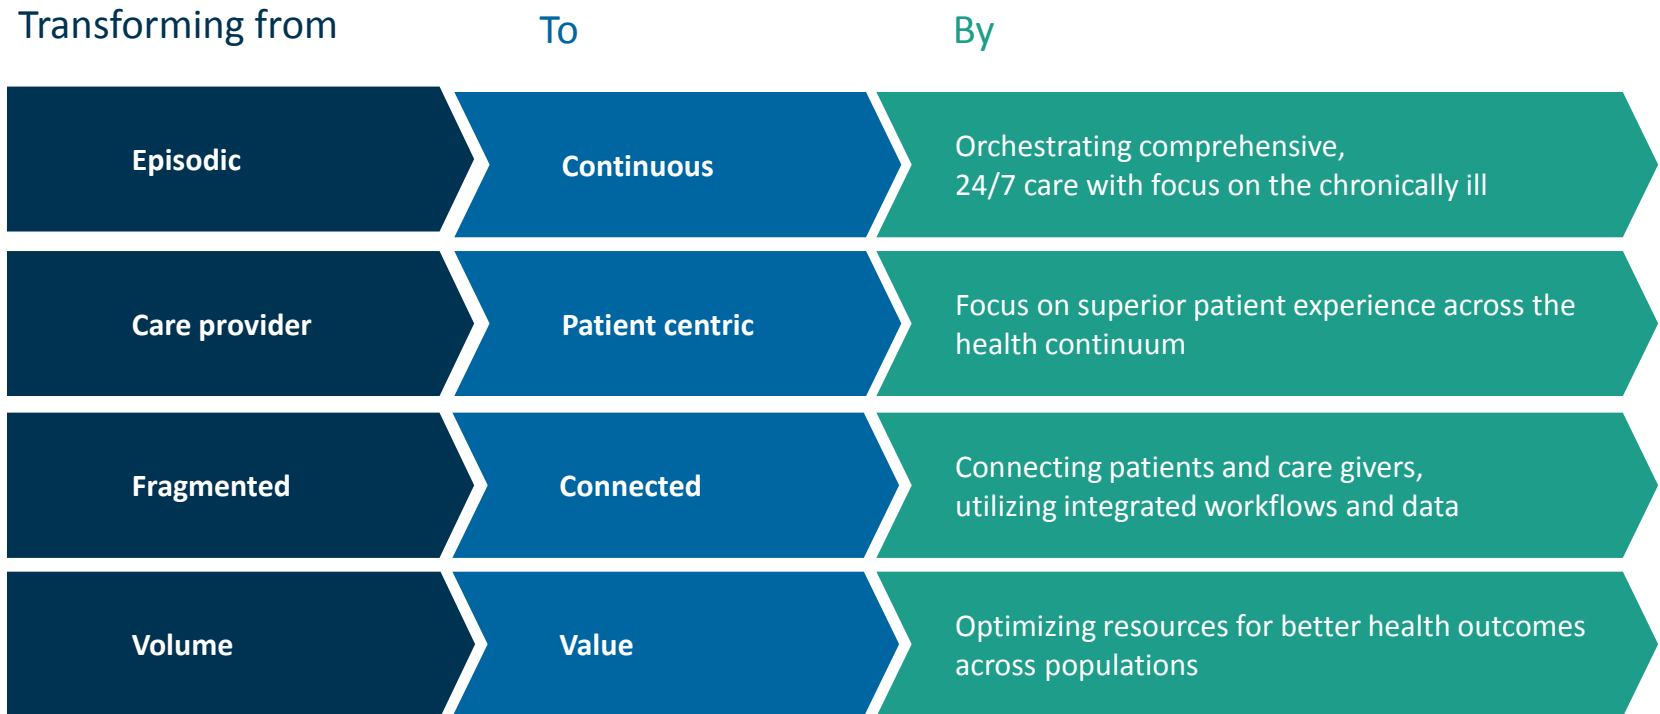 Transforming from
To
By
Episodic
Continuous
Orchestrating comprehensive,
24/7 care with focus on the chronically ill
Care provider
Patient centric
Focus on superior patient experience across the
health continuum
Fragmented
Connected
Connecting patients and care givers,
utilizing integrated workflows and data
Volume
Value
Optimizing resources for better health outcomes
across populations